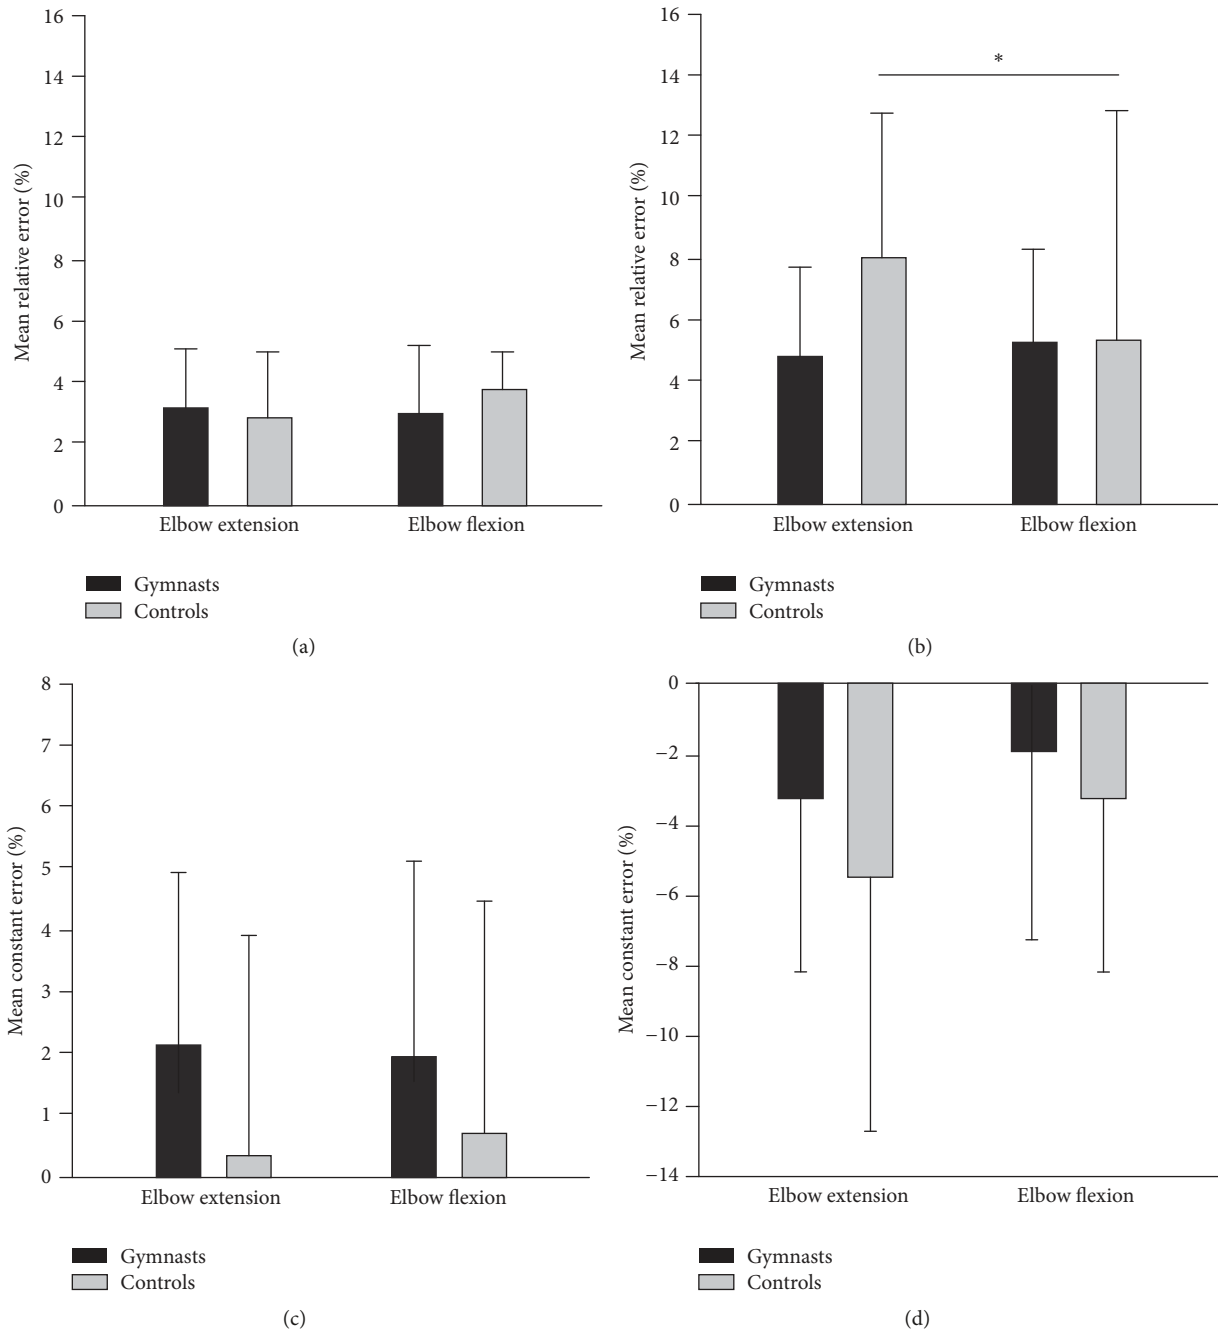 16
14
12
10
8
6
4
2
0
Mean relative error (%)
Elbow extension
Elbow flexion
Gymnasts
Controls
(a)
16
14
12
10
8
6
4
2
0
Mean relative error (%)
*
Elbow extension
Elbow flexion
Gymnasts
Controls
(b)
8
7
6
5
4
3
2
1
0
Mean constant error (%)
Elbow extension
Elbow flexion
Gymnasts
Controls
(c)
0
−2
−4
−6
−8
−10
−12
−14
Mean constant error (%)
Elbow extension
Elbow flexion
Gymnasts
Controls
(d)